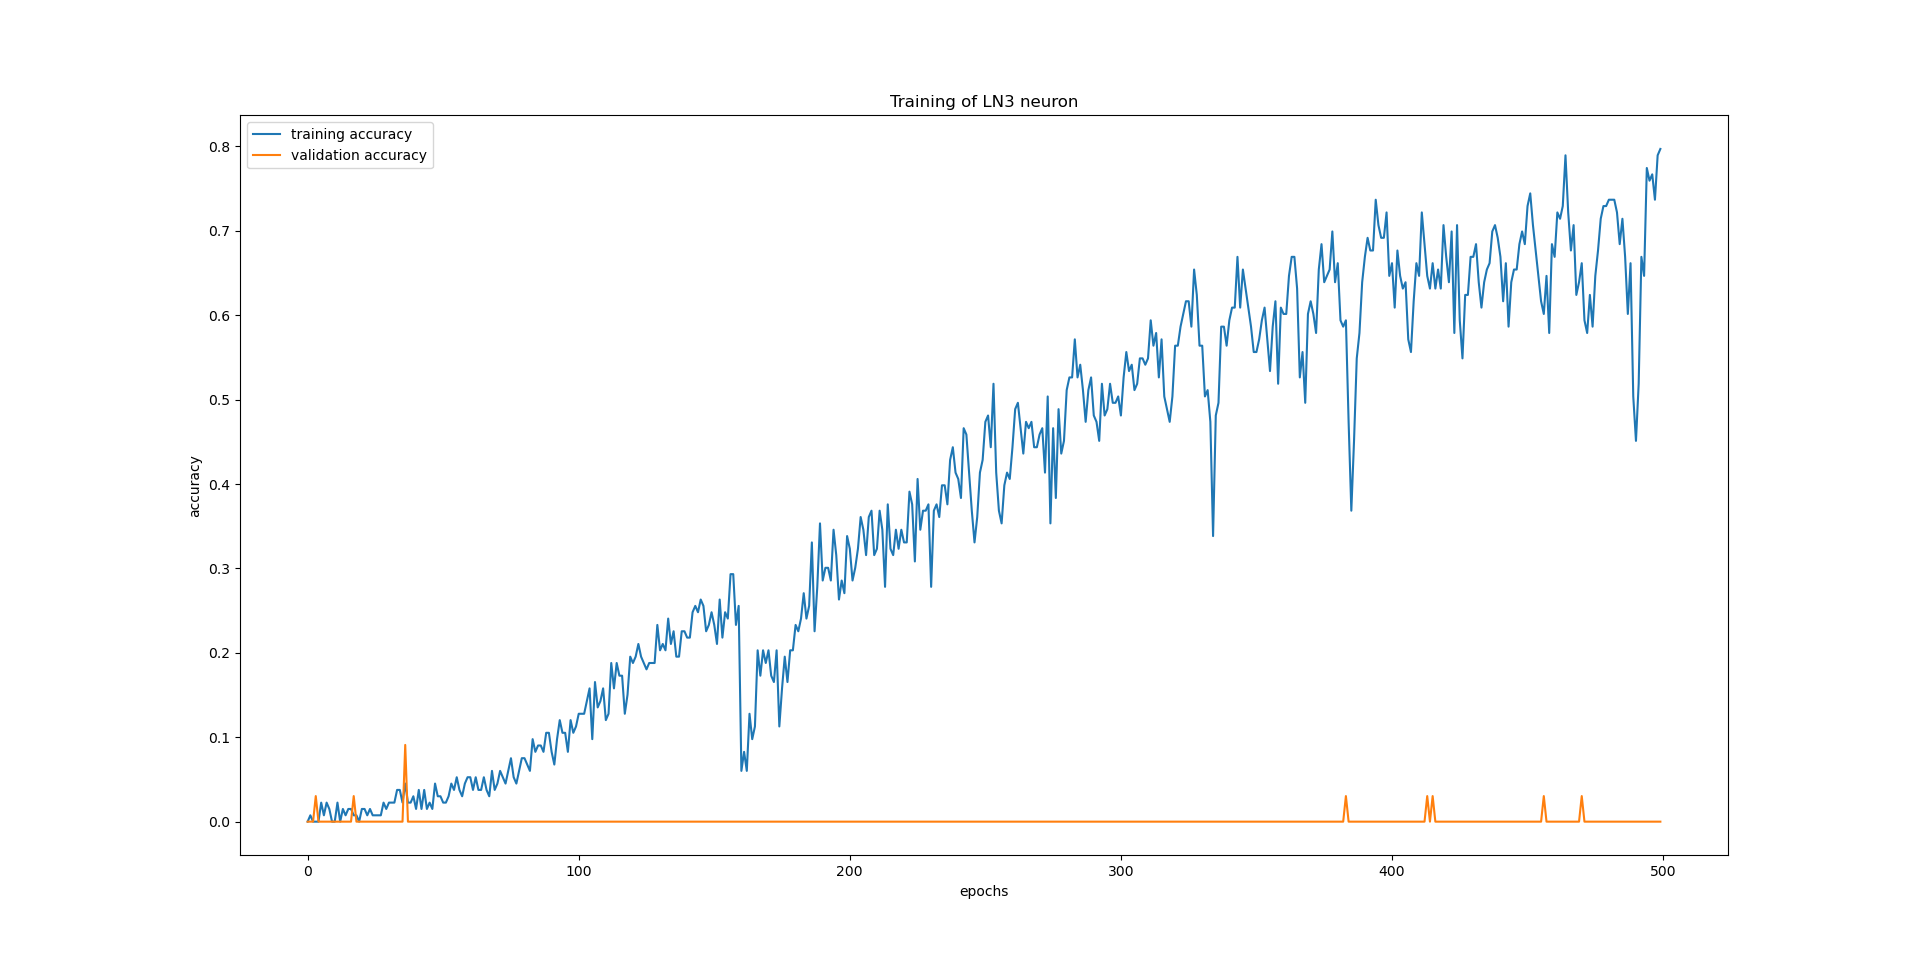 Training of LN3 neuron
training accuracy
validation accuracy
0.8
0.7
0.6
0.5
0.4
0.3
0.2
0.1
0.0
accuracy
0 100 200 300 400 500
epochs